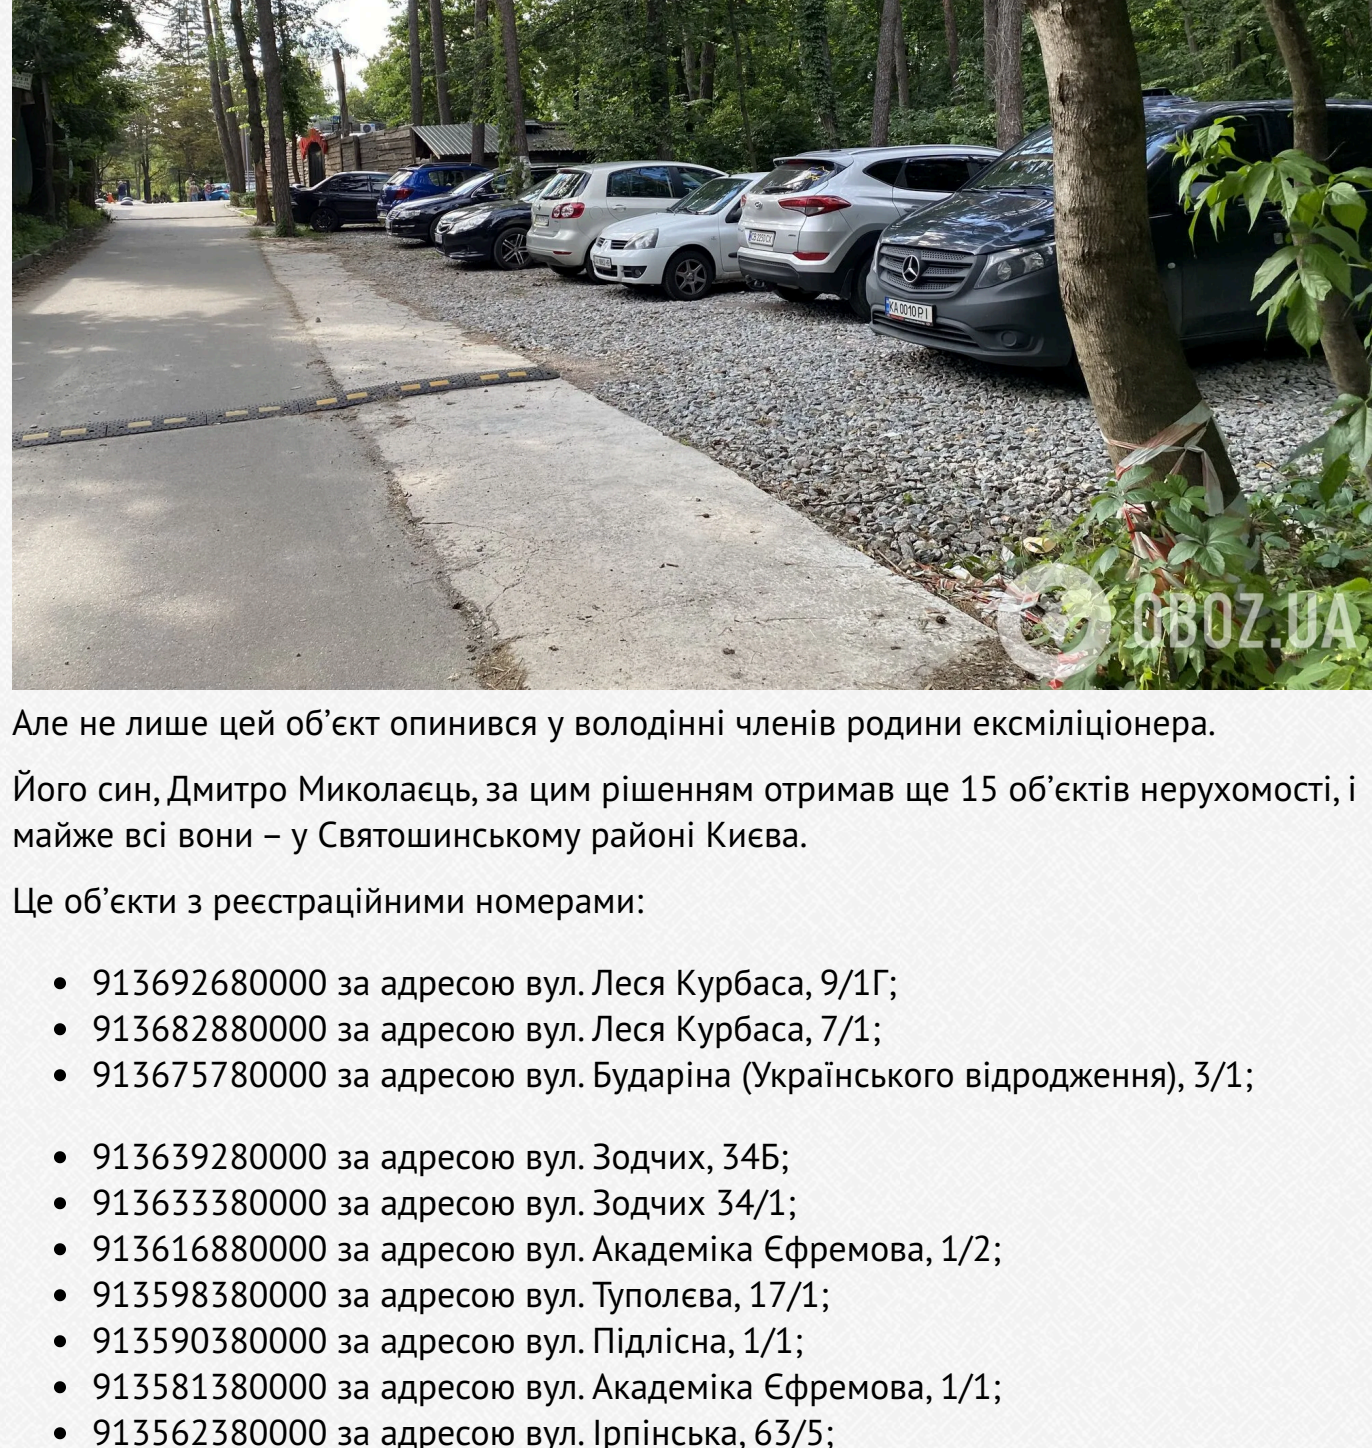 KA 0010 PI
OBOZ.UA
Але не лише цей об’єкт опинився у володінні членів родини ексміліціонера.
Його син, Дмитро Миколаєць, за цим рішенням отримав ще 15 об’єктів нерухомості, і
майже всі вони – у Святошинському районі Києва.
Це об’єкти з реєстраційними номерами:
• 913692680000 за адресою вул. Леся Курбаса, 9/1Г;
• 913682880000 за адресою вул. Леся Курбаса, 7/1;
• 913675780000 за адресою вул. Бударіна (Українського відродження), 3/1;
• 913639280000 за адресою вул. Зодчих, 34Б;
• 913633380000 за адресою вул. Зодчих 34/1;
• 913616880000 за адресою вул. Академіка Єфремова, 1/2;
• 913598380000 за адресою вул. Туполєва, 17/1;
• 913590380000 за адресою вул. Підлісна, 1/1;
• 913581380000 за адресою вул. Академіка Єфремова, 1/1;
• 913562380000 за адресою вул. Ірпінська, 63/5;